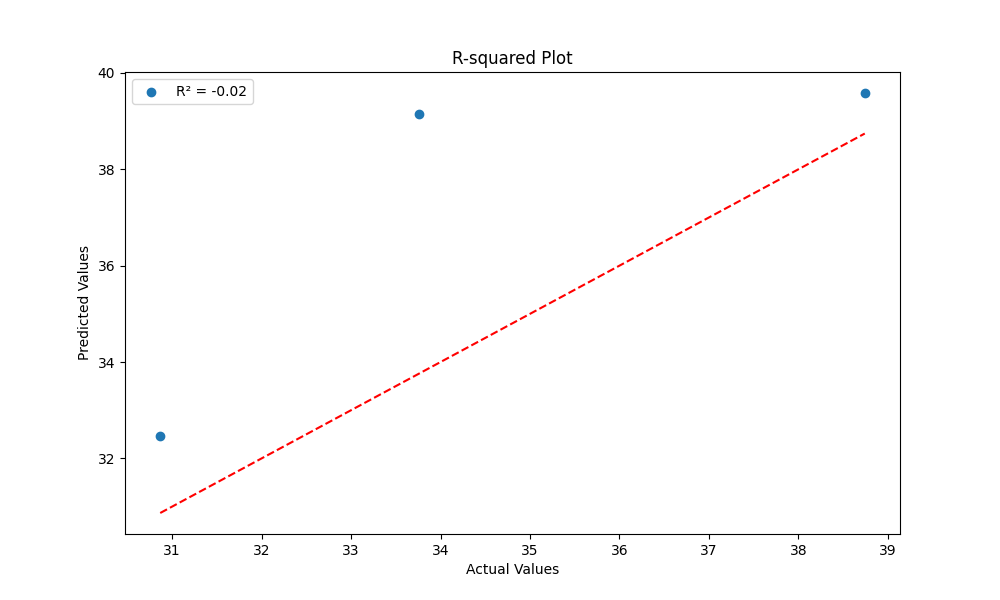 R-squared Plot
R² = -0.02
40
38
36
34
32
Predicted Values
31 32 33 34 35 36 37 38 39
Actual Values